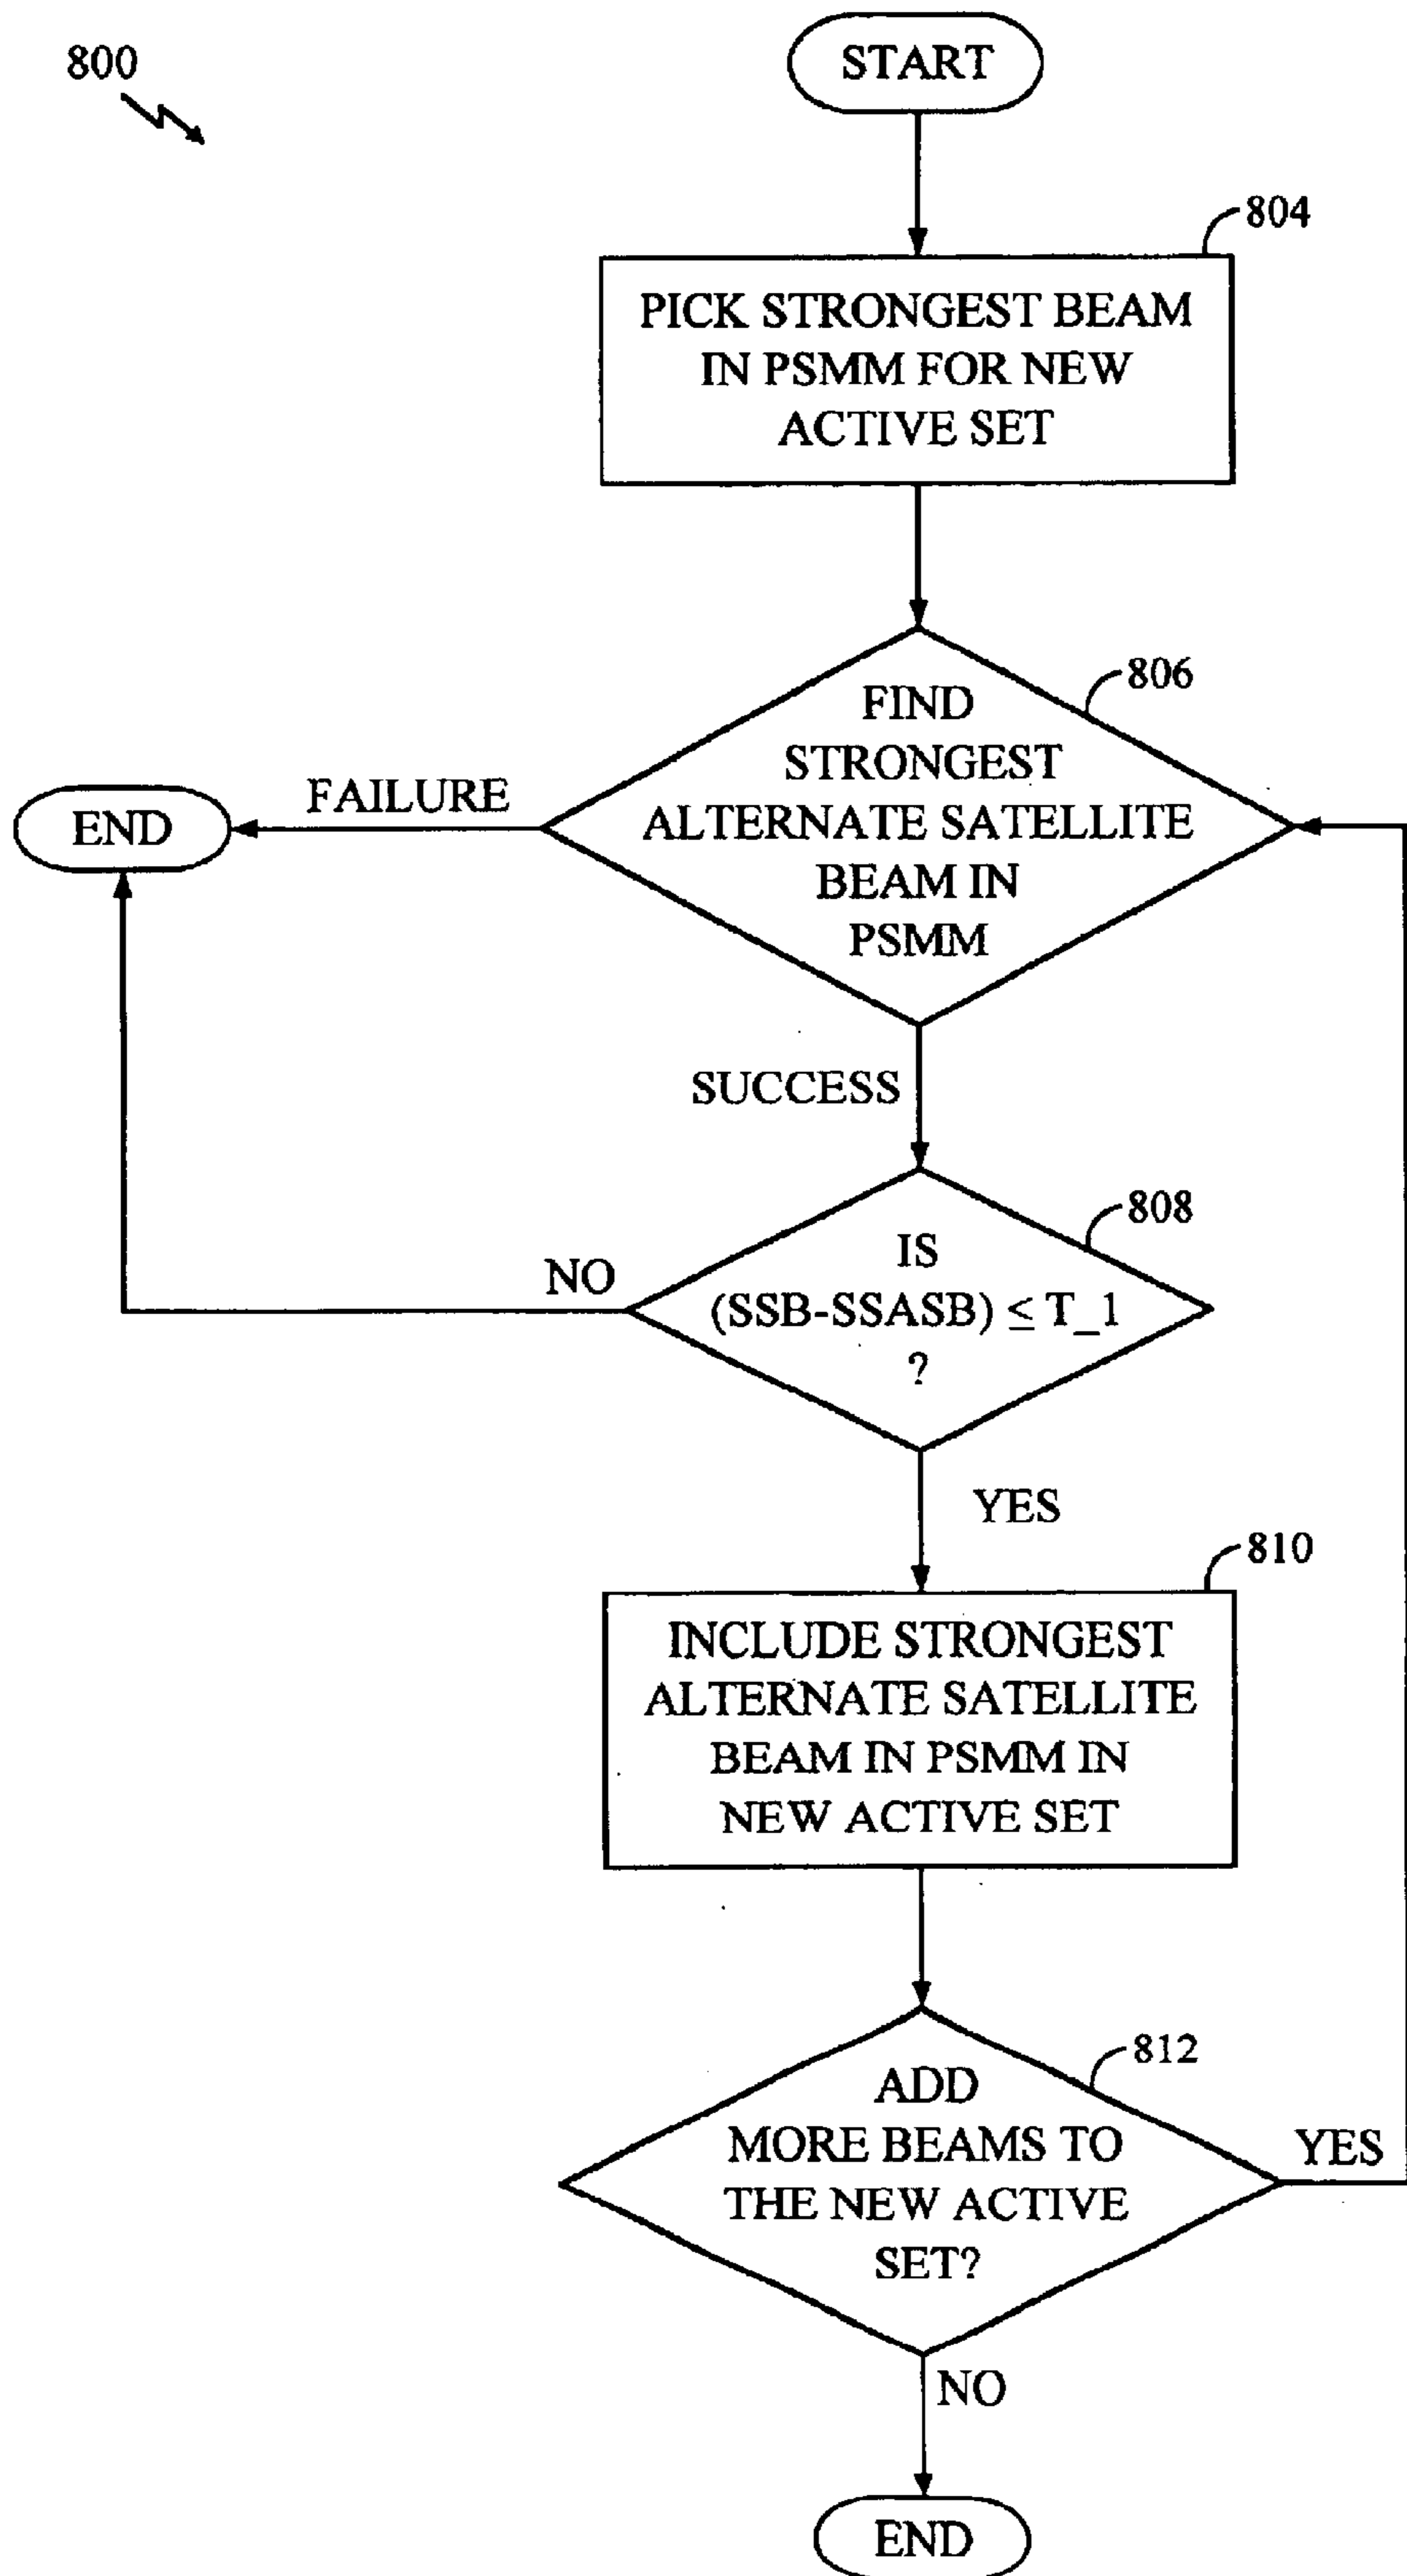 800
START
804
PICK STRONGEST BEAM
IN PSMM FOR NEW
ACTIVE SET
806
FIND
STRONGEST
ALTERNATE SATELLITE
BEAM IN
PSMM
FAILURE
END
SUCCESS
808
IS
(SSB-SSASB) ≤ T_1
?
NO
YES
810
INCLUDE STRONGEST
ALTERNATE SATELLITE
BEAM IN PSMM IN
NEW ACTIVE SET
812
ADD
MORE BEAMS TO
THE NEW ACTIVE
SET?
YES
NO
END